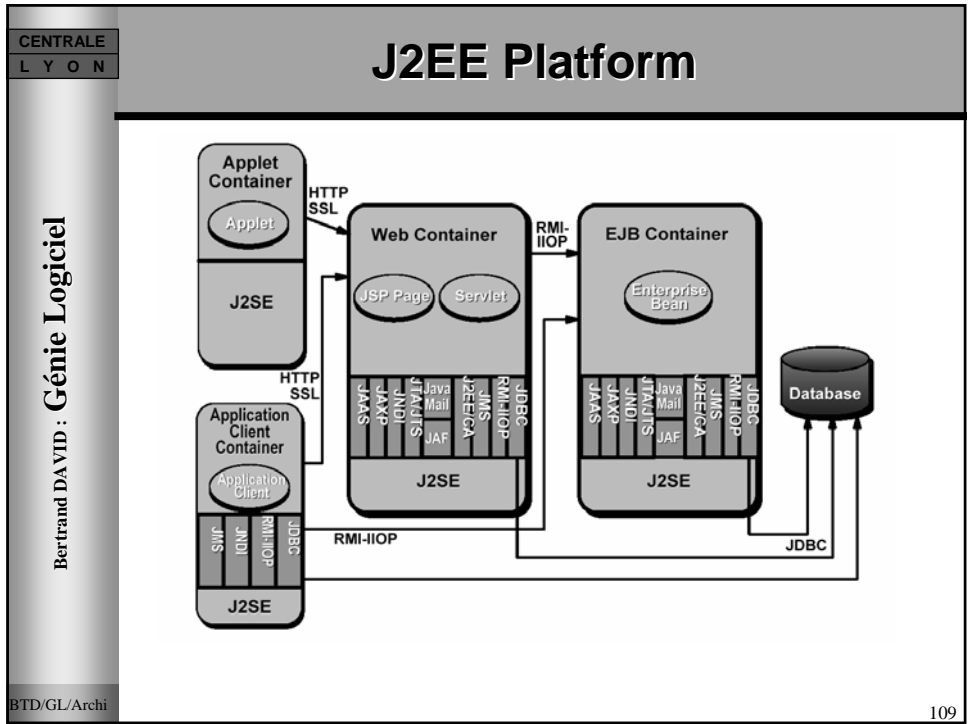 CENTRALE
L Y O N
J2EE Platform
Bertrand DAVID : Génie Logiciel
BTD/GL/Archi
Applet
Container
Applet
J2SE
HTTP
SSL
HTTP
SSL
Application
Client
Container
Application
Client
JMS
JNDI
RMI-IIOP
JDBC
J2SE
RMI-IIOP
Web Container
JSP Page
Servlet
JAAS
JAXP
JNDI
JTA/JTS
Java
Mail
JAF
J2EE/CA
JMS
RMI-IIOP
JDBC
J2SE
RMI-
IIOP
EJB Container
Enterprise
Bean
JAAS
JAXP
JNDI
JTA/JTS
Java
Mail
JAF
J2EE/CA
JMS
RMI-IIOP
JDBC
J2SE
Database
JDBC
109